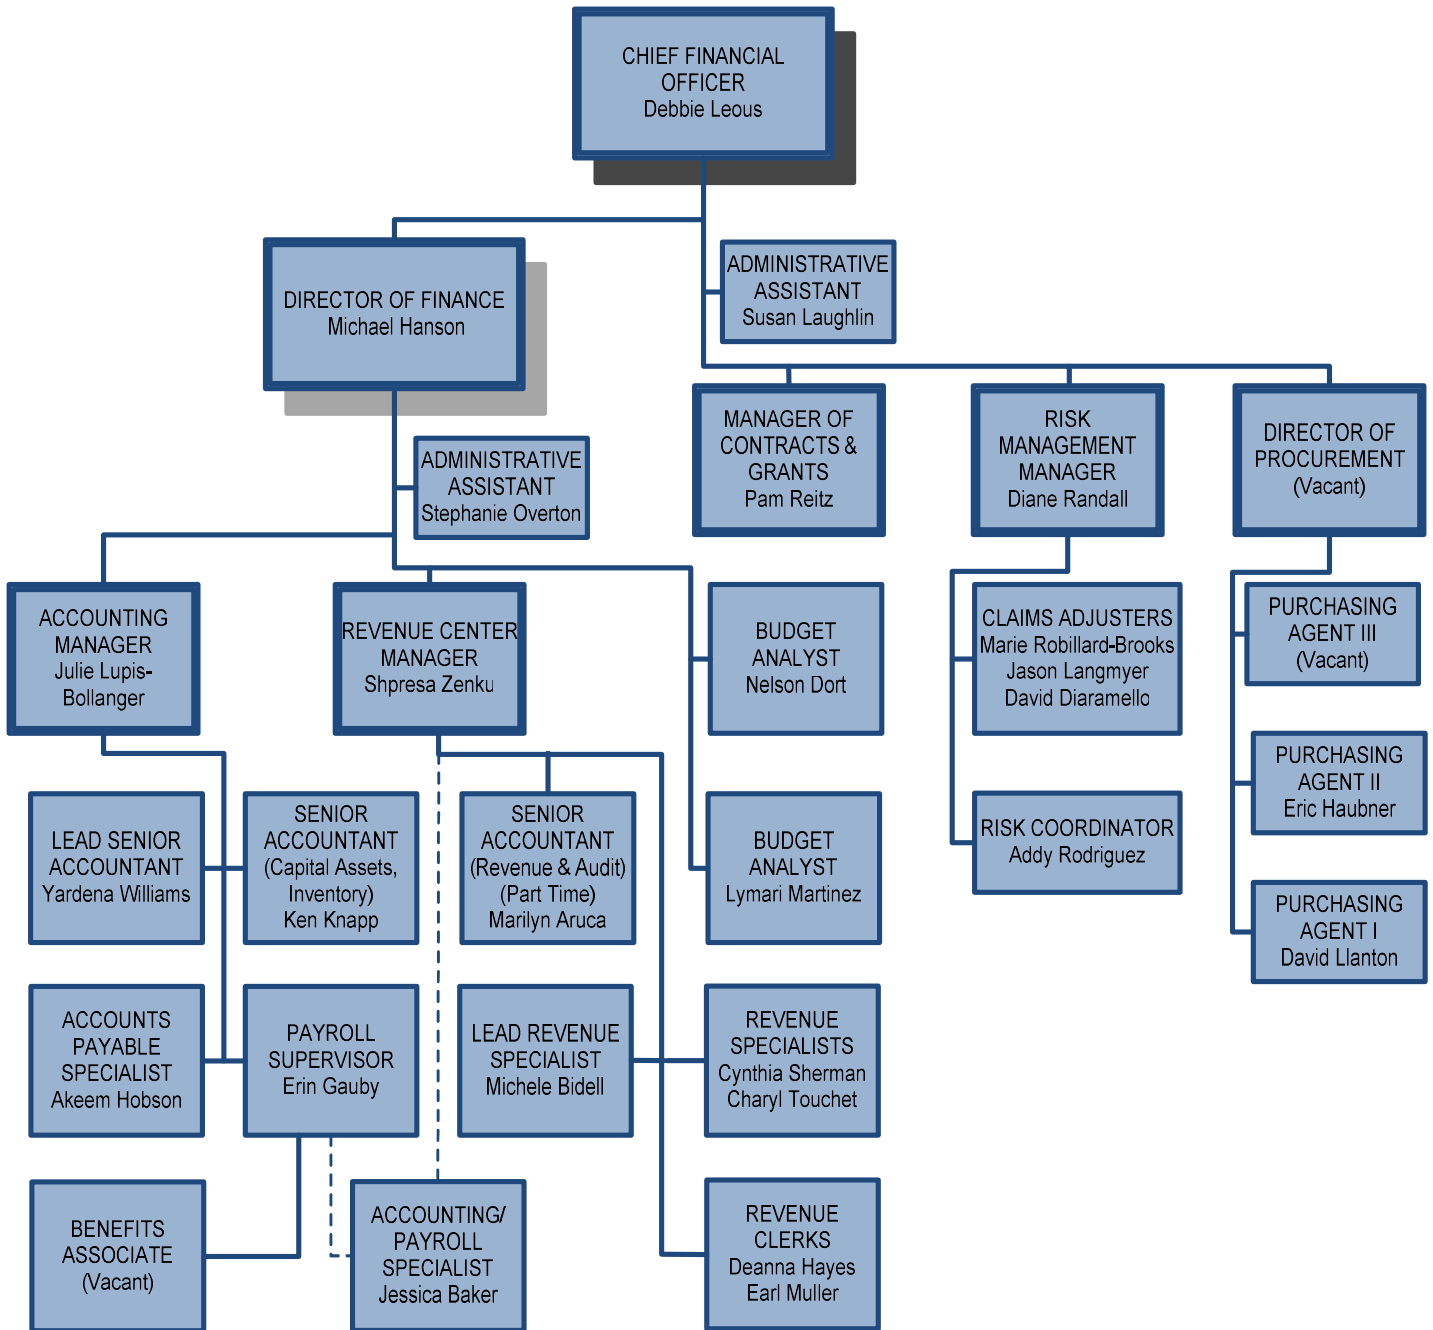 CHIEF FINANCIAL
OFFICER
Debbie Leous
DIRECTOR OF FINANCE
Michael Hanson
ADMINISTRATIVE
ASSISTANT
Susan Laughlin
MANAGER OF
CONTRACTS &
GRANTS
Pam Reitz
RISK
MANAGEMENT
MANAGER
Diane Randall
DIRECTOR OF
PROCUREMENT
(Vacant)
ADMINISTRATIVE
ASSISTANT
Stephanie Overton
ACCOUNTING
MANAGER
Julie Lupis-
Bollanger
REVENUE CENTER
MANAGER
Shpresa Zenku
BUDGET
ANALYST
Nelson Dort
CLAIMS ADJUSTERS
Marie Robillard-Brooks
Jason Langmyer
David Diaramello
PURCHASING
AGENT III
(Vacant)
PURCHASING
AGENT II
Eric Haubner
LEAD SENIOR
ACCOUNTANT
Yardena Williams
SENIOR
ACCOUNTANT
(Capital Assets,
Inventory)
Ken Knapp
SENIOR
ACCOUNTANT
(Revenue & Audit)
(Part Time)
Marilyn Aruca
BUDGET
ANALYST
Lymari Martinez
RISK COORDINATOR
Addy Rodriguez
PURCHASING
AGENT I
David Llanton
ACCOUNTS
PAYABLE
SPECIALIST
Akeem Hobson
PAYROLL
SUPERVISOR
Erin Gauby
LEAD REVENUE
SPECIALIST
Michele Bidell
REVENUE
SPECIALISTS
Cynthia Sherman
Charyl Touchet
BENEFITS
ASSOCIATE
(Vacant)
ACCOUNTING/
PAYROLL
SPECIALIST
Jessica Baker
REVENUE
CLERKS
Deanna Hayes
Earl Muller